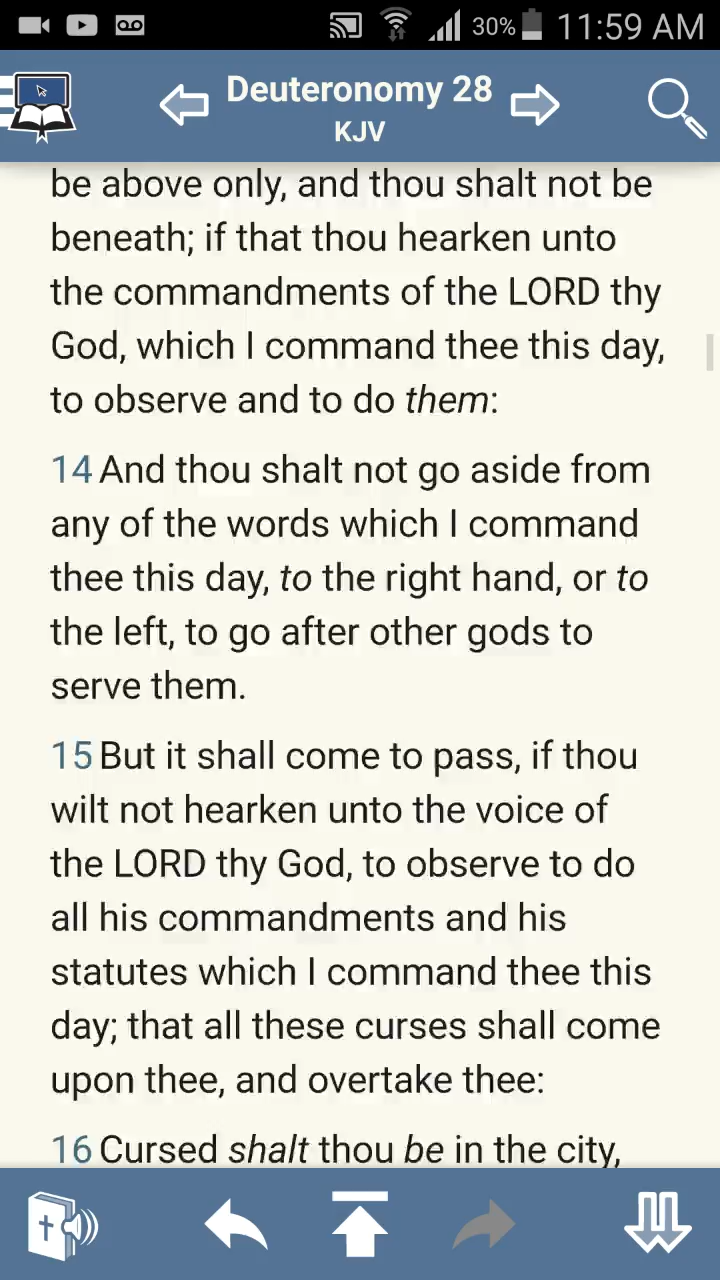 30% 11:59 AM
Deuteronomy 28
KJV
be above only, and thou shalt not be
beneath; if that thou hearken unto
the commandments of the LORD thy
God, which I command thee this day,
to observe and to do them:
14 And thou shalt not go aside from
any of the words which I command
thee this day, to the right hand, or to
the left, to go after other gods to
serve them.
15 But it shall come to pass, if thou
wilt not hearken unto the voice of
the LORD thy God, to observe to do
all his commandments and his
statutes which I command thee this
day; that all these curses shall come
upon thee, and overtake thee:
16 Cursed shalt thou be in the city,